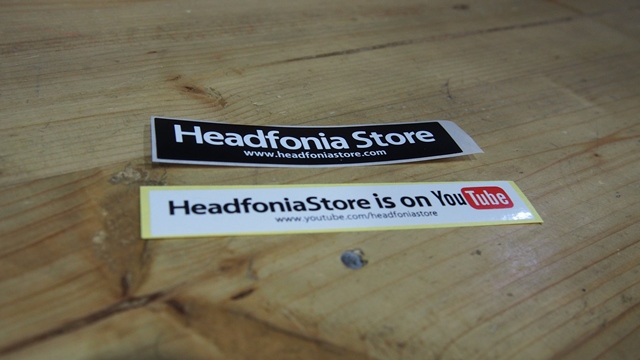 Headfonia Store
www.headfoniastore.com
HeadfoniaStore is on YouTube
www.youtube.com/headfoniastore